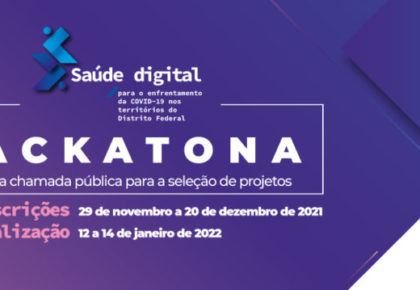 Saúde digital
para o enfrentamento
da COVID-19 nos
territórios do
Distrito Federal
ACKATONA
a chamada pública para a seleção de projetos
scrições 29 de novembro a 20 de dezembro de 2021
alização 12 a 14 de janeiro de 2022